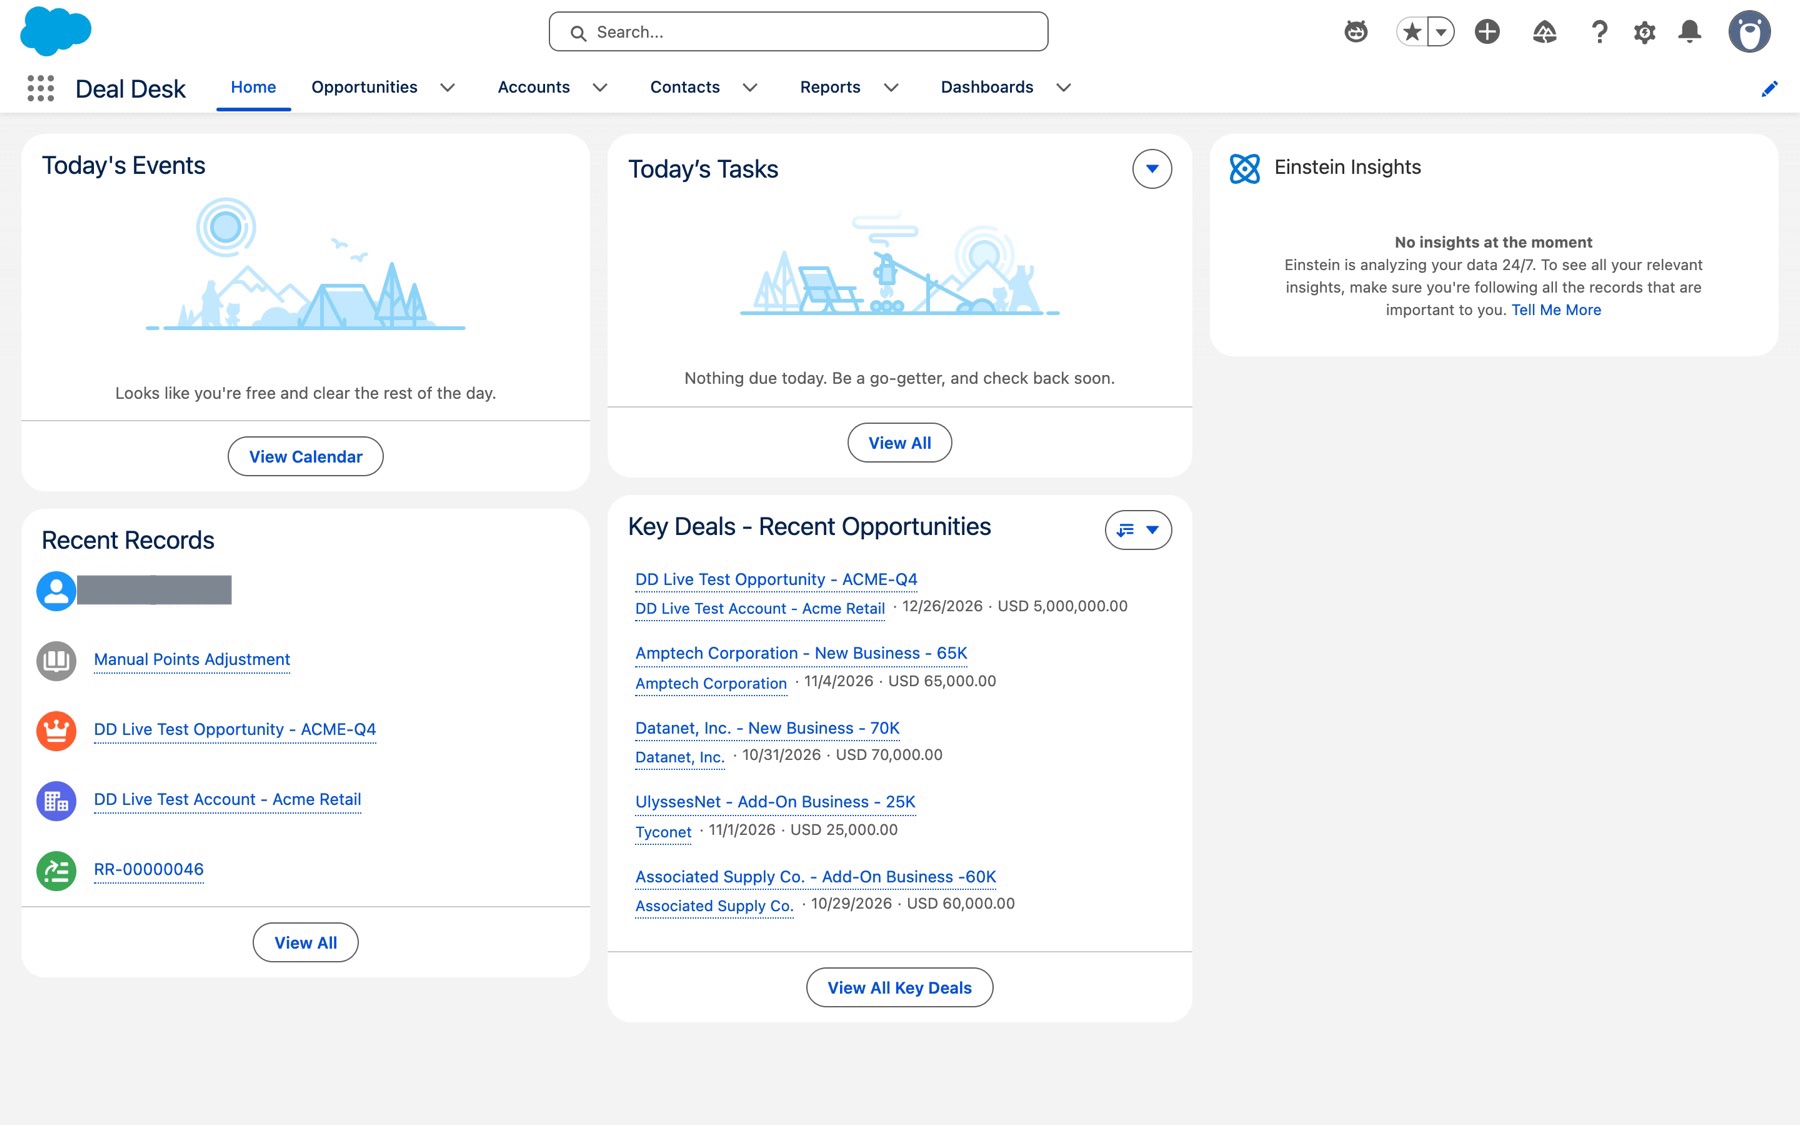 Search...
Deal Desk
Home
Opportunities
Accounts
Contacts
Reports
Dashboards
Today's Events
Looks like you're free and clear the rest of the day.
View Calendar
Today’s Tasks
Nothing due today. Be a go-getter, and check back soon.
View All
Einstein Insights
No insights at the moment
Einstein is analyzing your data 24/7. To see all your relevant
insights, make sure you're following all the records that are
important to you. Tell Me More
Recent Records
Manual Points Adjustment
DD Live Test Opportunity - ACME-Q4
DD Live Test Account - Acme Retail
RR-00000046
View All
Key Deals - Recent Opportunities
DD Live Test Opportunity - ACME-Q4
DD Live Test Account - Acme Retail · 12/26/2026 · USD 5,000,000.00
Amptech Corporation - New Business - 65K
Amptech Corporation · 11/4/2026 · USD 65,000.00
Datanet, Inc. - New Business - 70K
Datanet, Inc. · 10/31/2026 · USD 70,000.00
UlyssesNet - Add-On Business - 25K
Tyconet · 11/1/2026 · USD 25,000.00
Associated Supply Co. - Add-On Business -60K
Associated Supply Co. · 10/29/2026 · USD 60,000.00
View All Key Deals